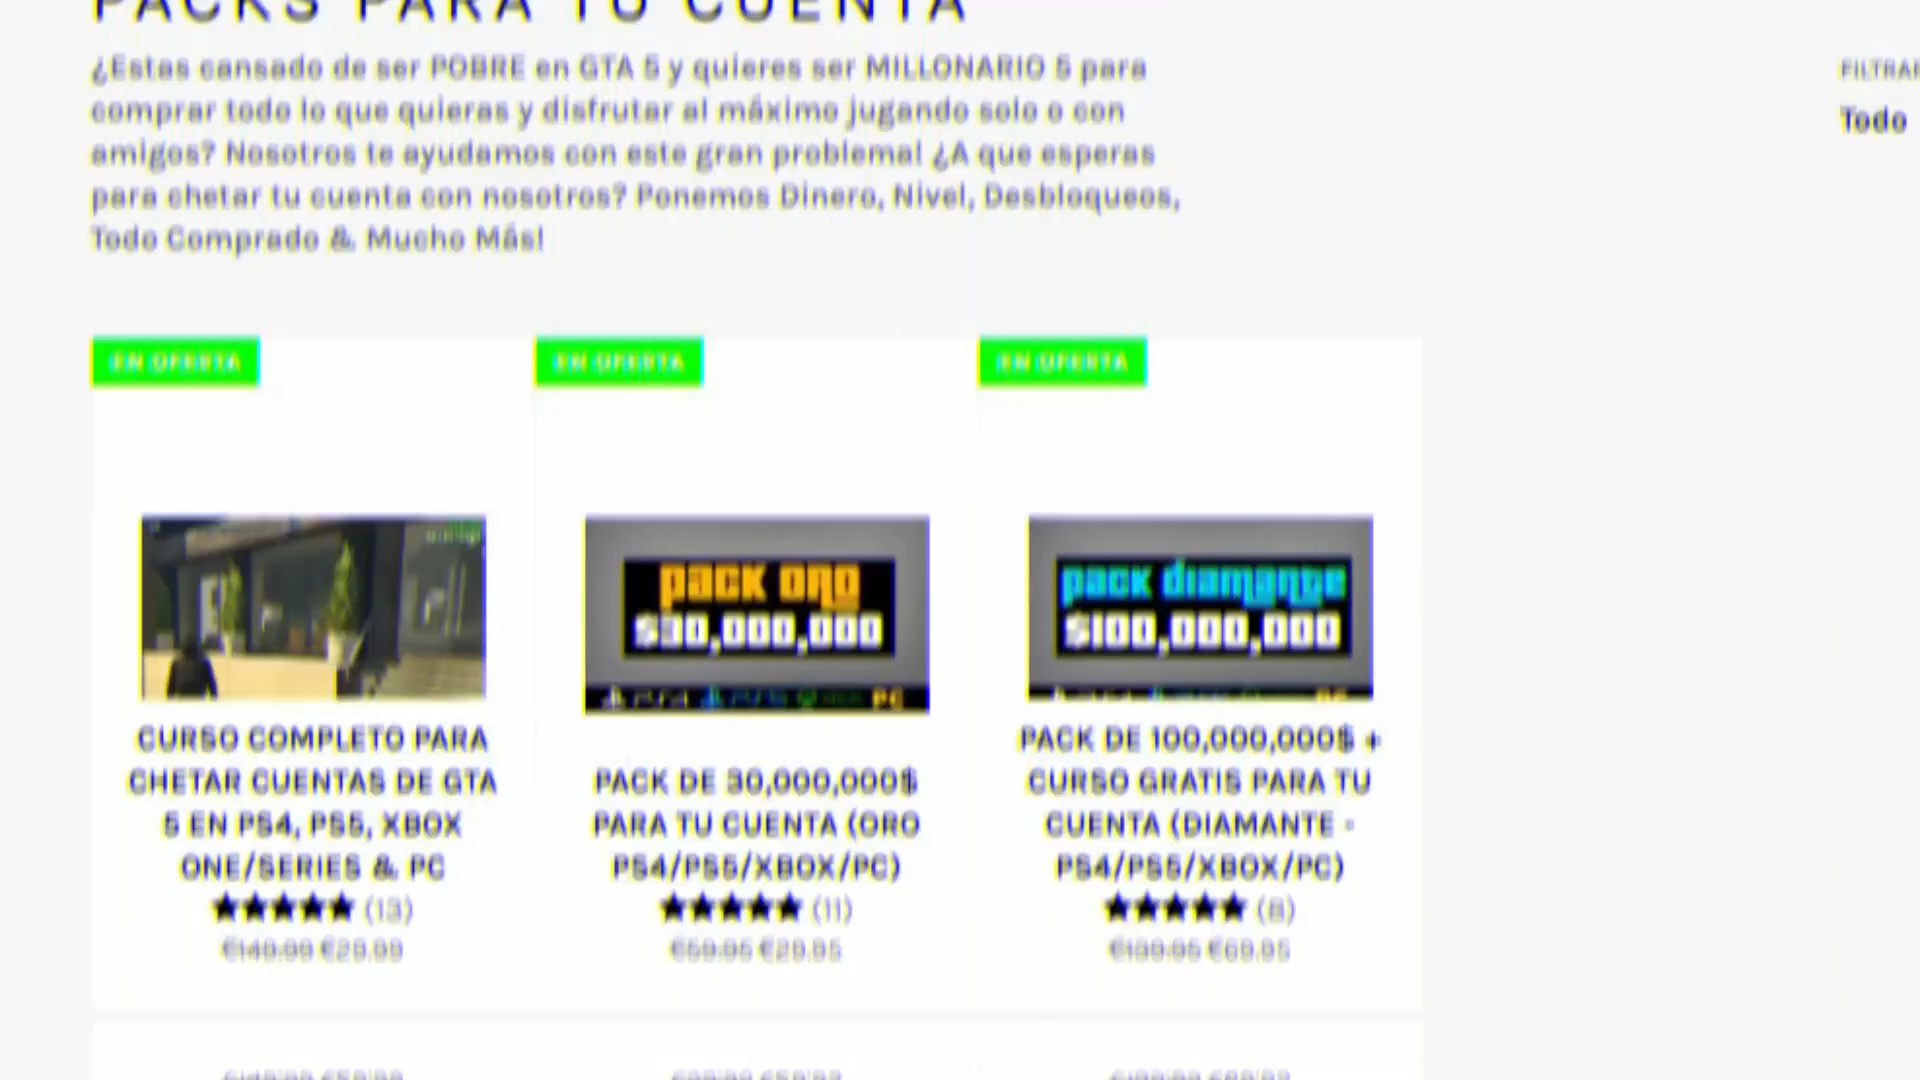 PACKS PARA TU CUENTA
¿Estas cansado de ser POBRE en GTA 5 y quieres ser MILLONARIO 5 para
comprar todo lo que quieras y disfrutar al máximo jugando solo o con
amigos? Nosotros te ayudamos con este gran problema! ¿A que esperas
para chetar tu cuenta con nosotros? Ponemos Dinero, Nivel, Desbloqueos,
Todo Comprado & Mucho Más!
Todo
EN OFERTA
CURSO COMPLETO PARA
CHETAR CUENTAS DE GTA
5 EN PS4, PS5, XBOX
ONE/SERIES & PC
★★★★★ (13)
€149.99 €29.99
EN OFERTA
pack oro
$30,000,000
PS4 PS5 PC
PACK DE 30,000,000$
PARA TU CUENTA (ORO
PS4/PS5/XBOX/PC)
★★★★★ (11)
€59.95 €29.95
EN OFERTA
pack diamante
$100,000,000
PACK DE 100,000,000$ +
CURSO GRATIS PARA TU
CUENTA (DIAMANTE -
PS4/PS5/XBOX/PC)
★★★★★ (8)
€69.95